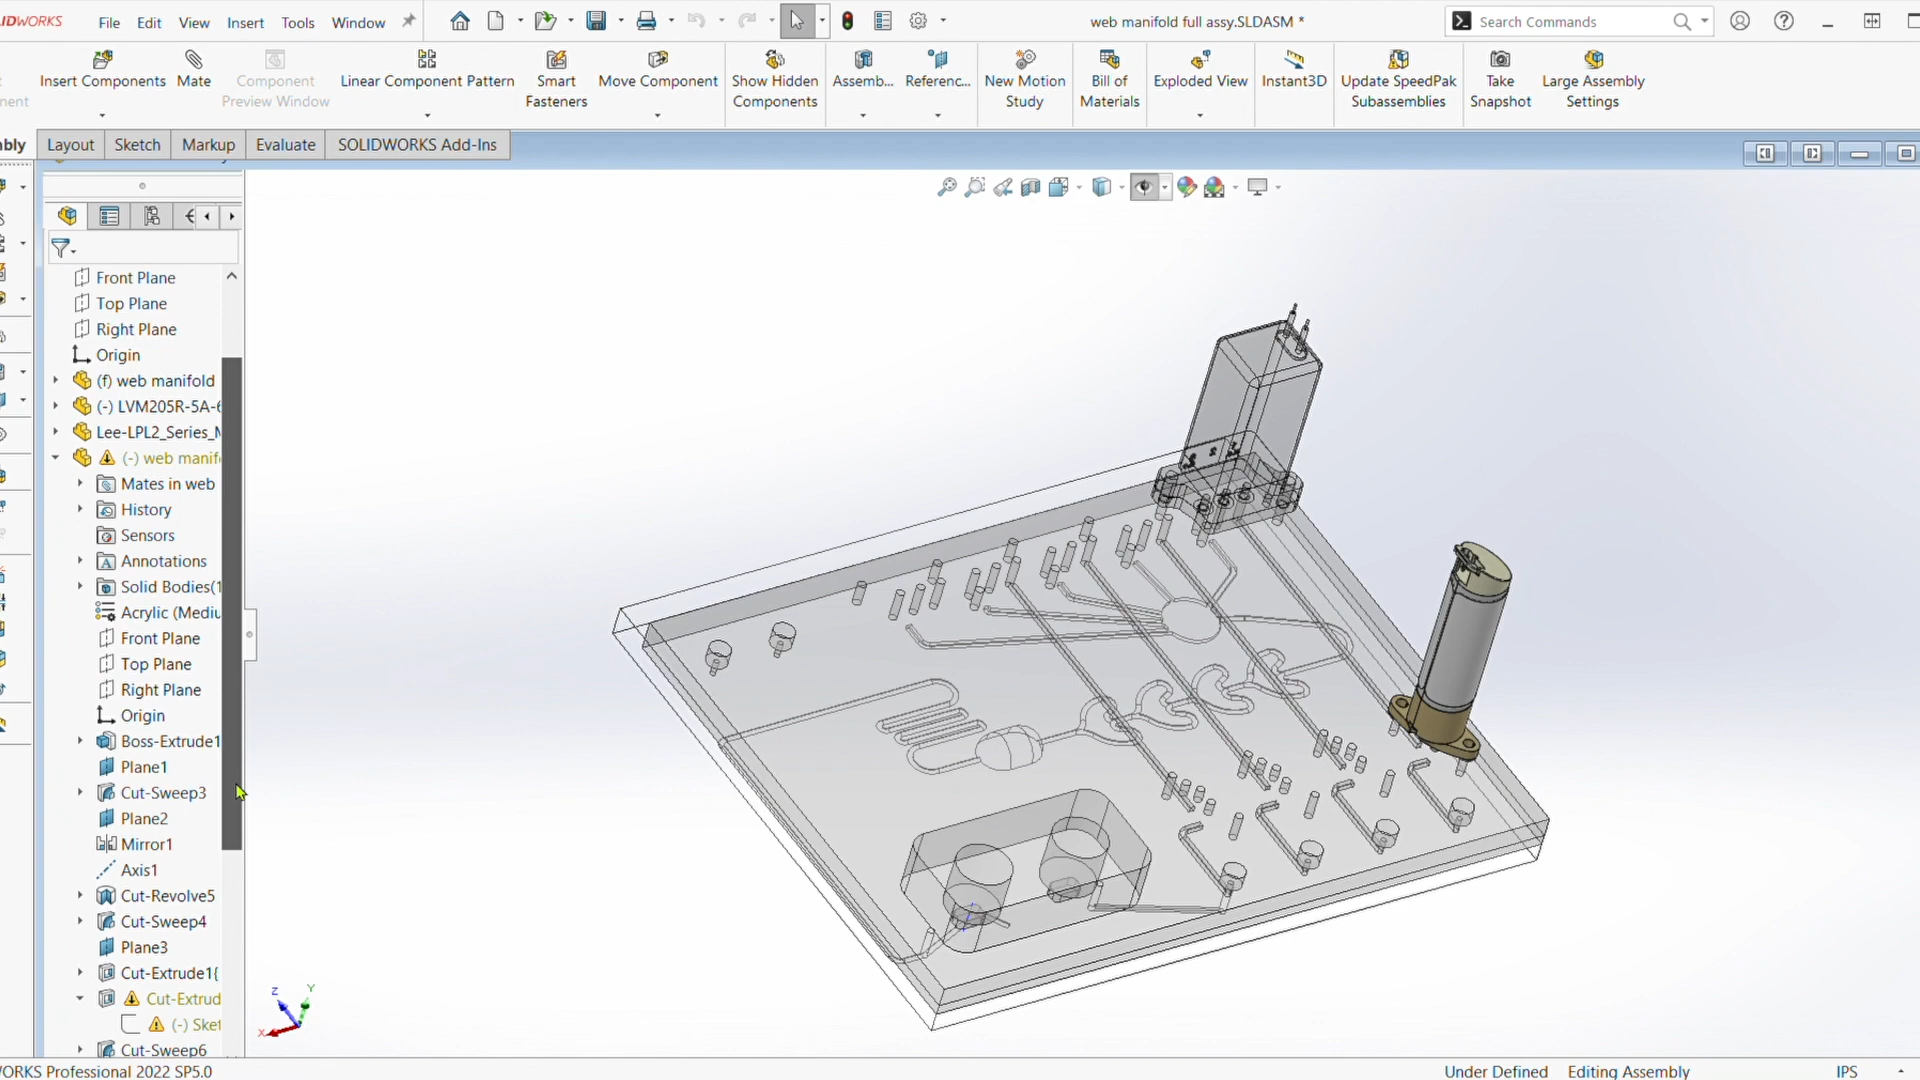 IDWORKS
File Edit View Insert Tools Window
web manifold full assy.SLDASM *
Search Commands
nent
Insert Components
Mate
Component
Preview Window
Linear Component Pattern
Smart
Fasteners
Move Component
Show Hidden
Components
Assemb...
Referenc...
New Motion
Study
Bill of
Materials
Exploded View
Instant3D
Update SpeedPak
Subassemblies
Take
Snapshot
Large Assembly
Settings
bly Layout Sketch Markup Evaluate SOLIDWORKS Add-Ins
Front Plane
Top Plane
Right Plane
Origin
(f) web manifold
(-) LVM205R-5A-6
Lee-LPL2_Series_M
(-) web manif
Mates in web
History
Sensors
Annotations
Solid Bodies(1
Acrylic (Mediu
Front Plane
Top Plane
Right Plane
Origin
Boss-Extrude1
Plane1
Cut-Sweep3
Plane2
Mirror1
Axis1
Cut-Revolve5
Cut-Sweep4
Plane3
Cut-Extrude1{
Cut-Extrud
(-) Sket
Cut-Sweep6
Z Y X
WORKS Professional 2022 SP5.0
Under Defined Editing Assembly IPS